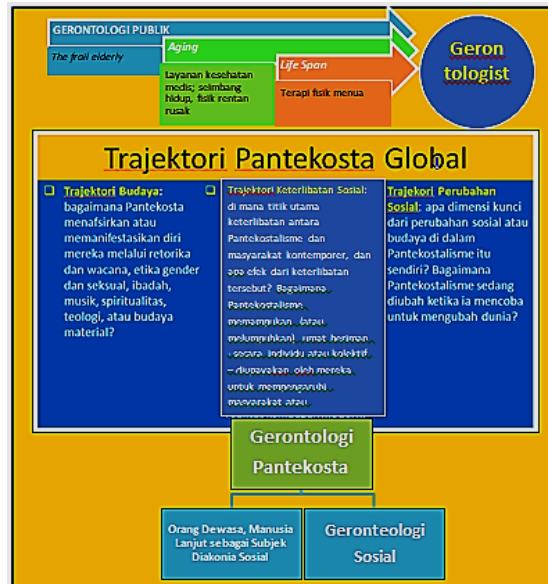 GERONTOLOGI PUBLIK
The frail elderly
Aging
Layanan kesehatan
medis; seimbang
hidup, fisik rentan
rusak
Life Span
Terapi fisik menua
Geron
tologist
Trajektori Pantekosta Global
Trajektori Budaya:
bagaimana Pantekosta
menafsirkan atau
memanifestasikan diri
mereka melalui retorika
dan wacana, etika gender
dan seksual, ibadah,
musik, spiritualitas,
teologi, atau budaya
material?
Trajektori Keterlibatan Sosial:
di mana titik utama
keterlibatan antara
Pantekostalisme dan
masyarakat kontemporer, dan
apa efek dari keterlibatan
tersebut? Bagaimana
Pantekostalisme
memampukan (atau
melumpuhkan) umat beriman
- secara individu atau kolektif
– diupayakan oleh mereka
untuk mempengaruhi
masyarakat atau
Trajekori Perubahan
Sosial: apa dimensi kunci
dari perubahan sosial atau
budaya di dalam
Pantekostalisme itu
sendiri? Bagaimana
Pantekostalisme sedang
diubah ketika ia mencoba
untuk mengubah dunia?
Gerontologi
Pantekosta
Orang Dewasa, Manusia
Lanjut sebagai Subjek
Diakonia Sosial
Geronteologi
Sosial